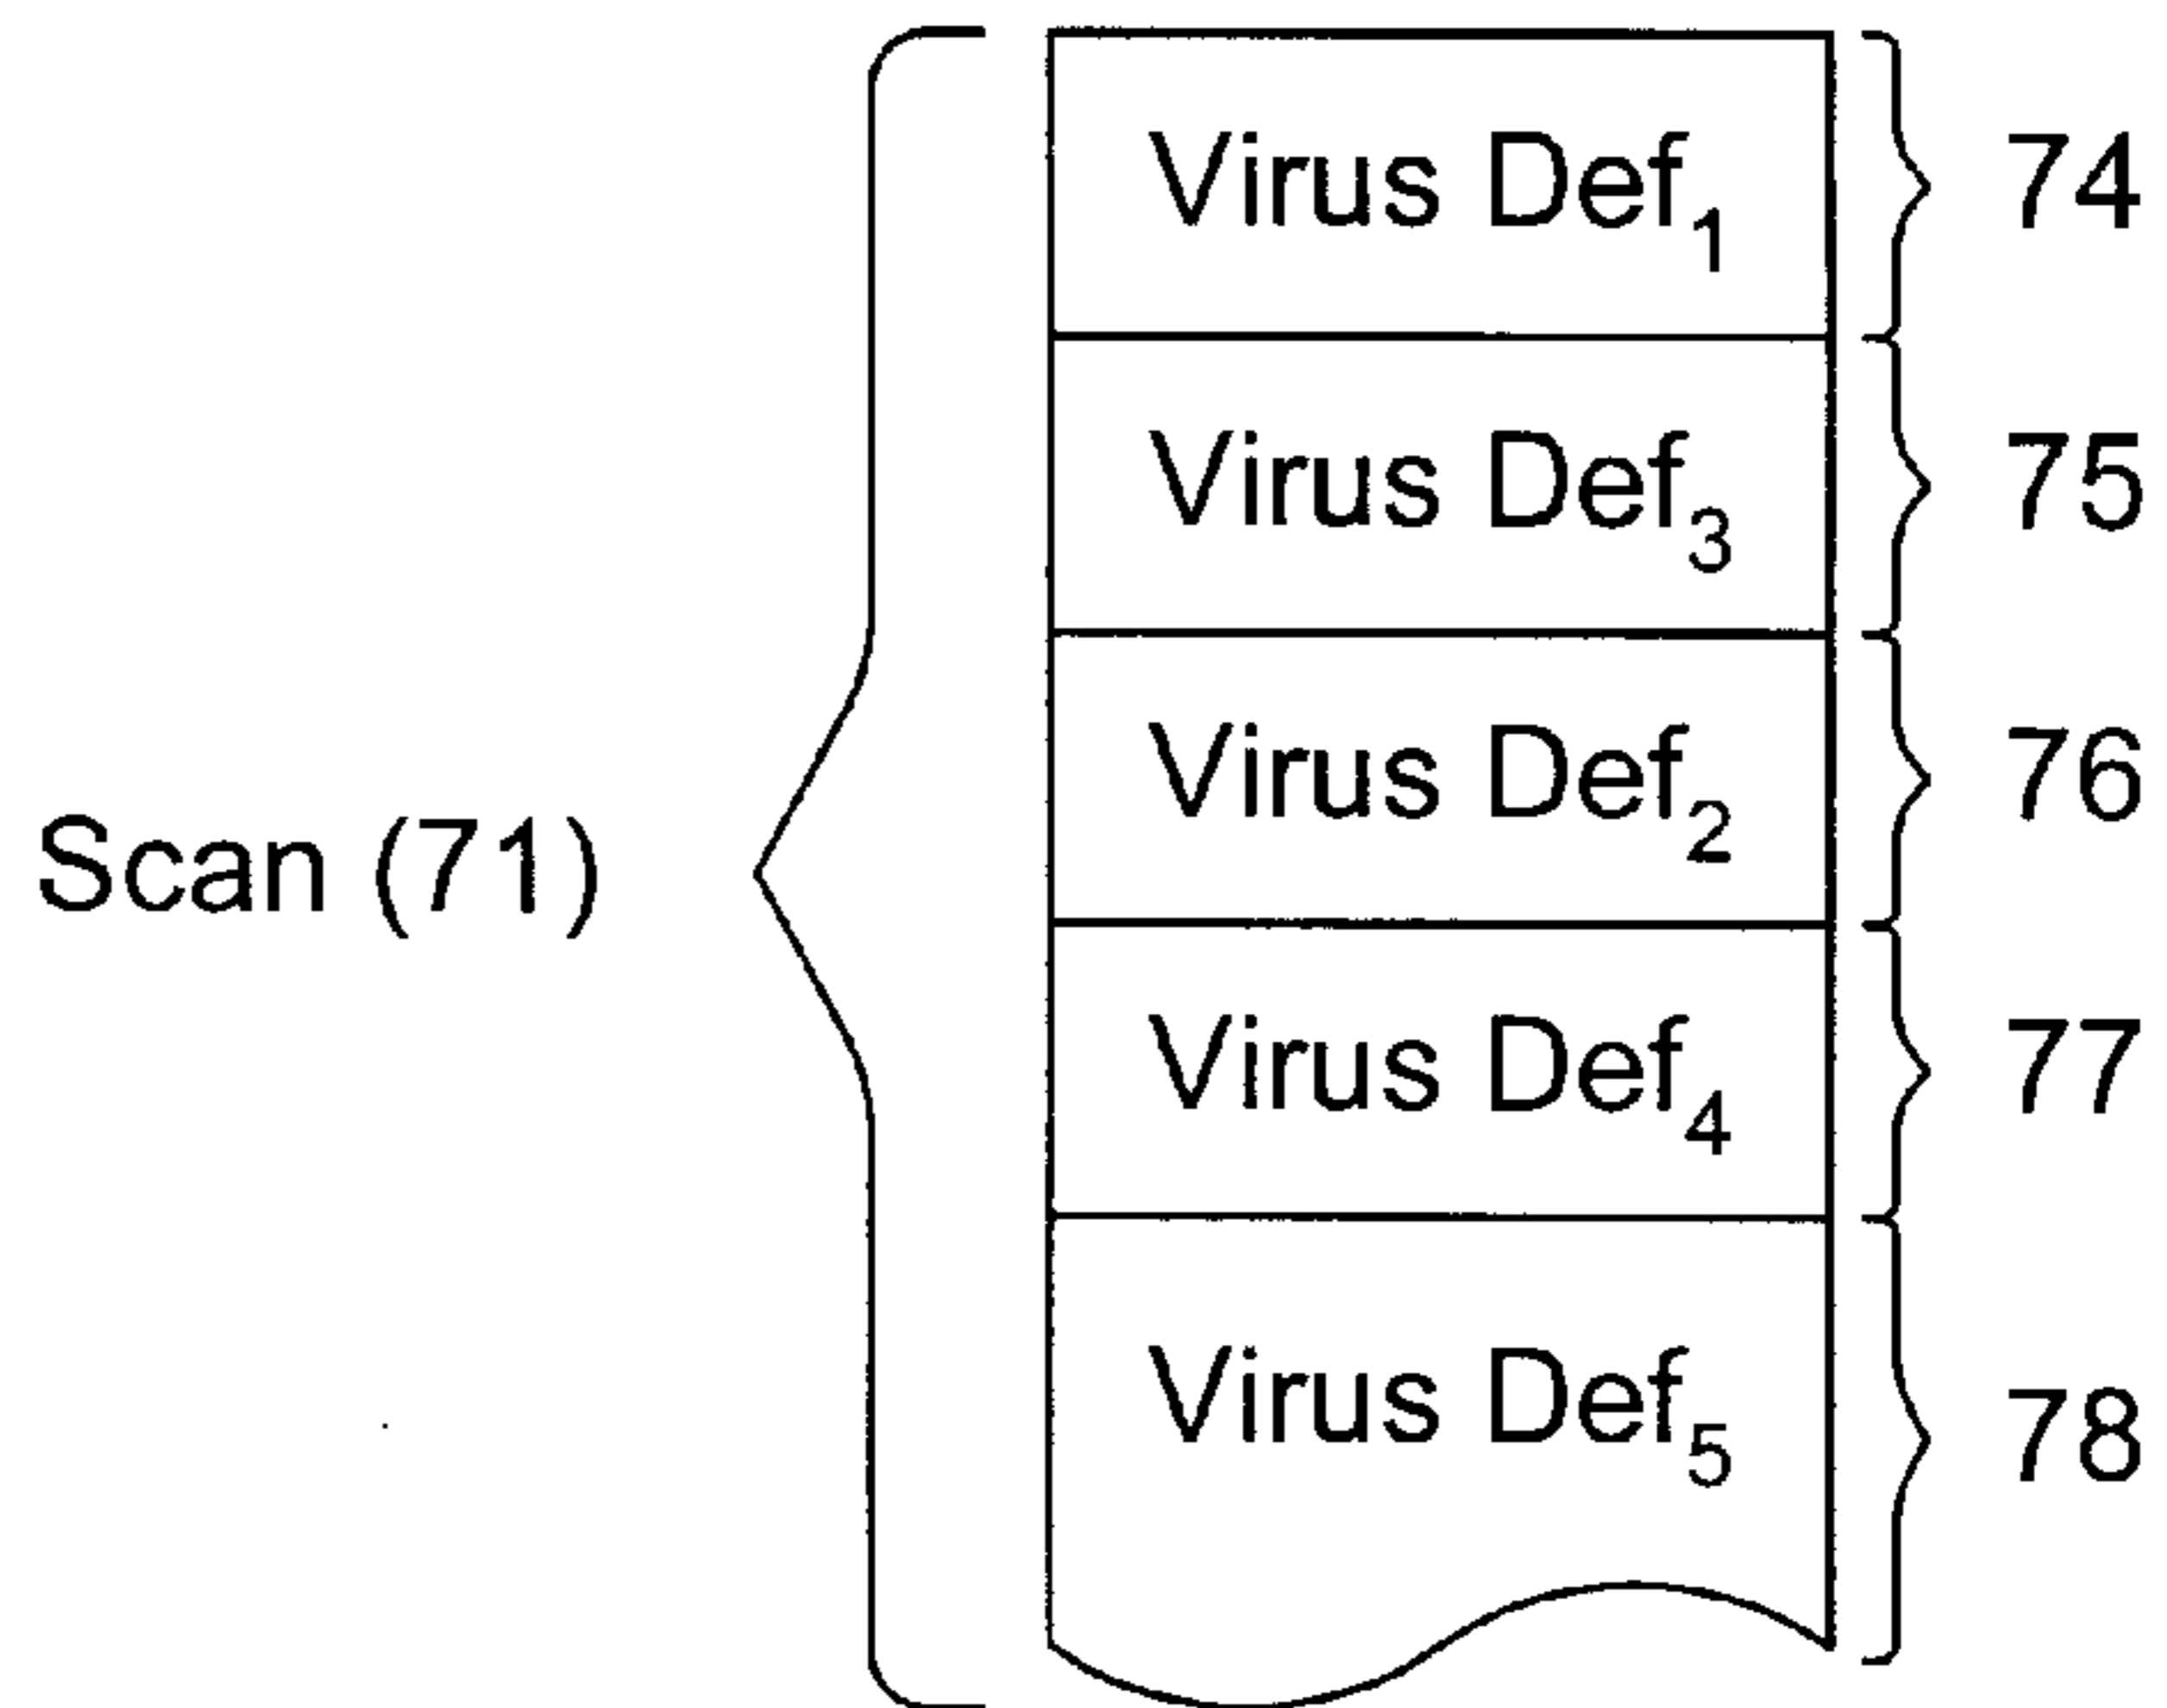 Virus Def₁ 74
Virus Def₃ 75
Virus Def₂ 76
Scan (71)
Virus Def₄ 77
Virus Def₅ 78